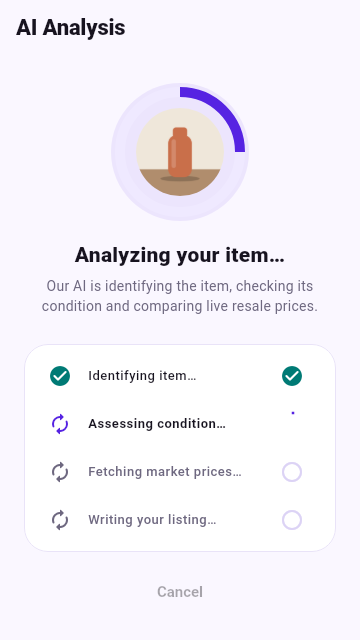 AI Analysis
Analyzing your item…
Our AI is identifying the item, checking its
condition and comparing live resale prices.
Identifying item…
Assessing condition…
Fetching market prices…
Writing your listing…
Cancel